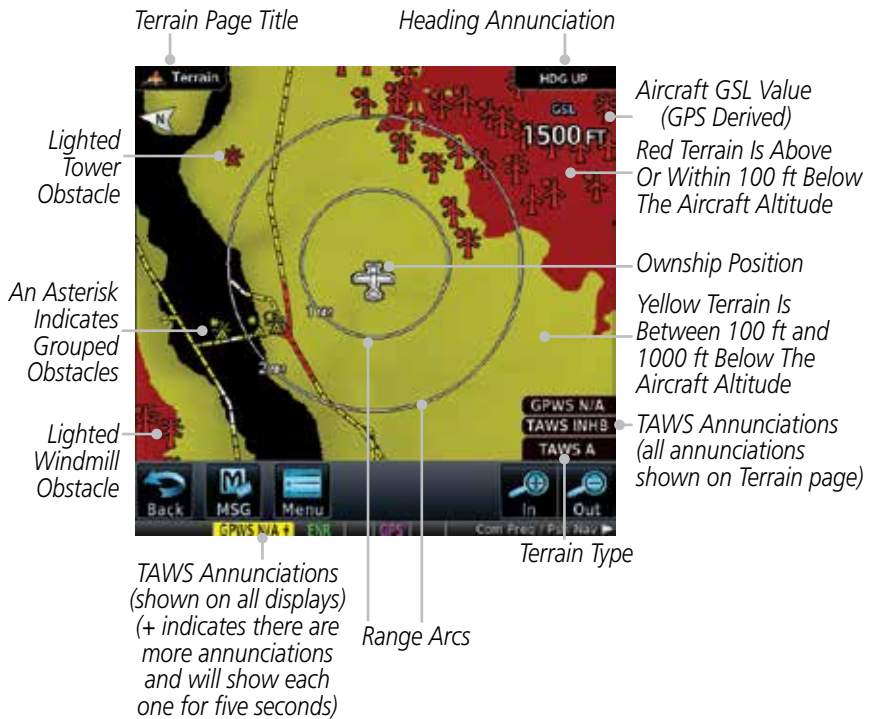 Terrain Page Title
Heading Annunciation
Terrain
HDG UP
N
GSL
1500 FT
Aircraft GSL Value
(GPS Derived)
Lighted
Tower
Obstacle
Red Terrain Is Above
Or Within 100 ft Below
The Aircraft Altitude
Ownship Position
An Asterisk
Indicates
Grouped
Obstacles
Yellow Terrain Is
Between 100 ft and
1000 ft Below The
Aircraft Altitude
Lighted
Windmill
Obstacle
GPWS N/A
TAWS INHB
TAWS A
TAWS Annunciations
(all annunciations
shown on Terrain page)
Back
MSG
Menu
In
Out
GPWS N/A +
ENR
GPS
Com Freq / Psh Nav
Terrain Type
TAWS Annunciations
(shown on all displays)
(+ indicates there are
more annunciations
and will show each
one for five seconds)
Range Arcs